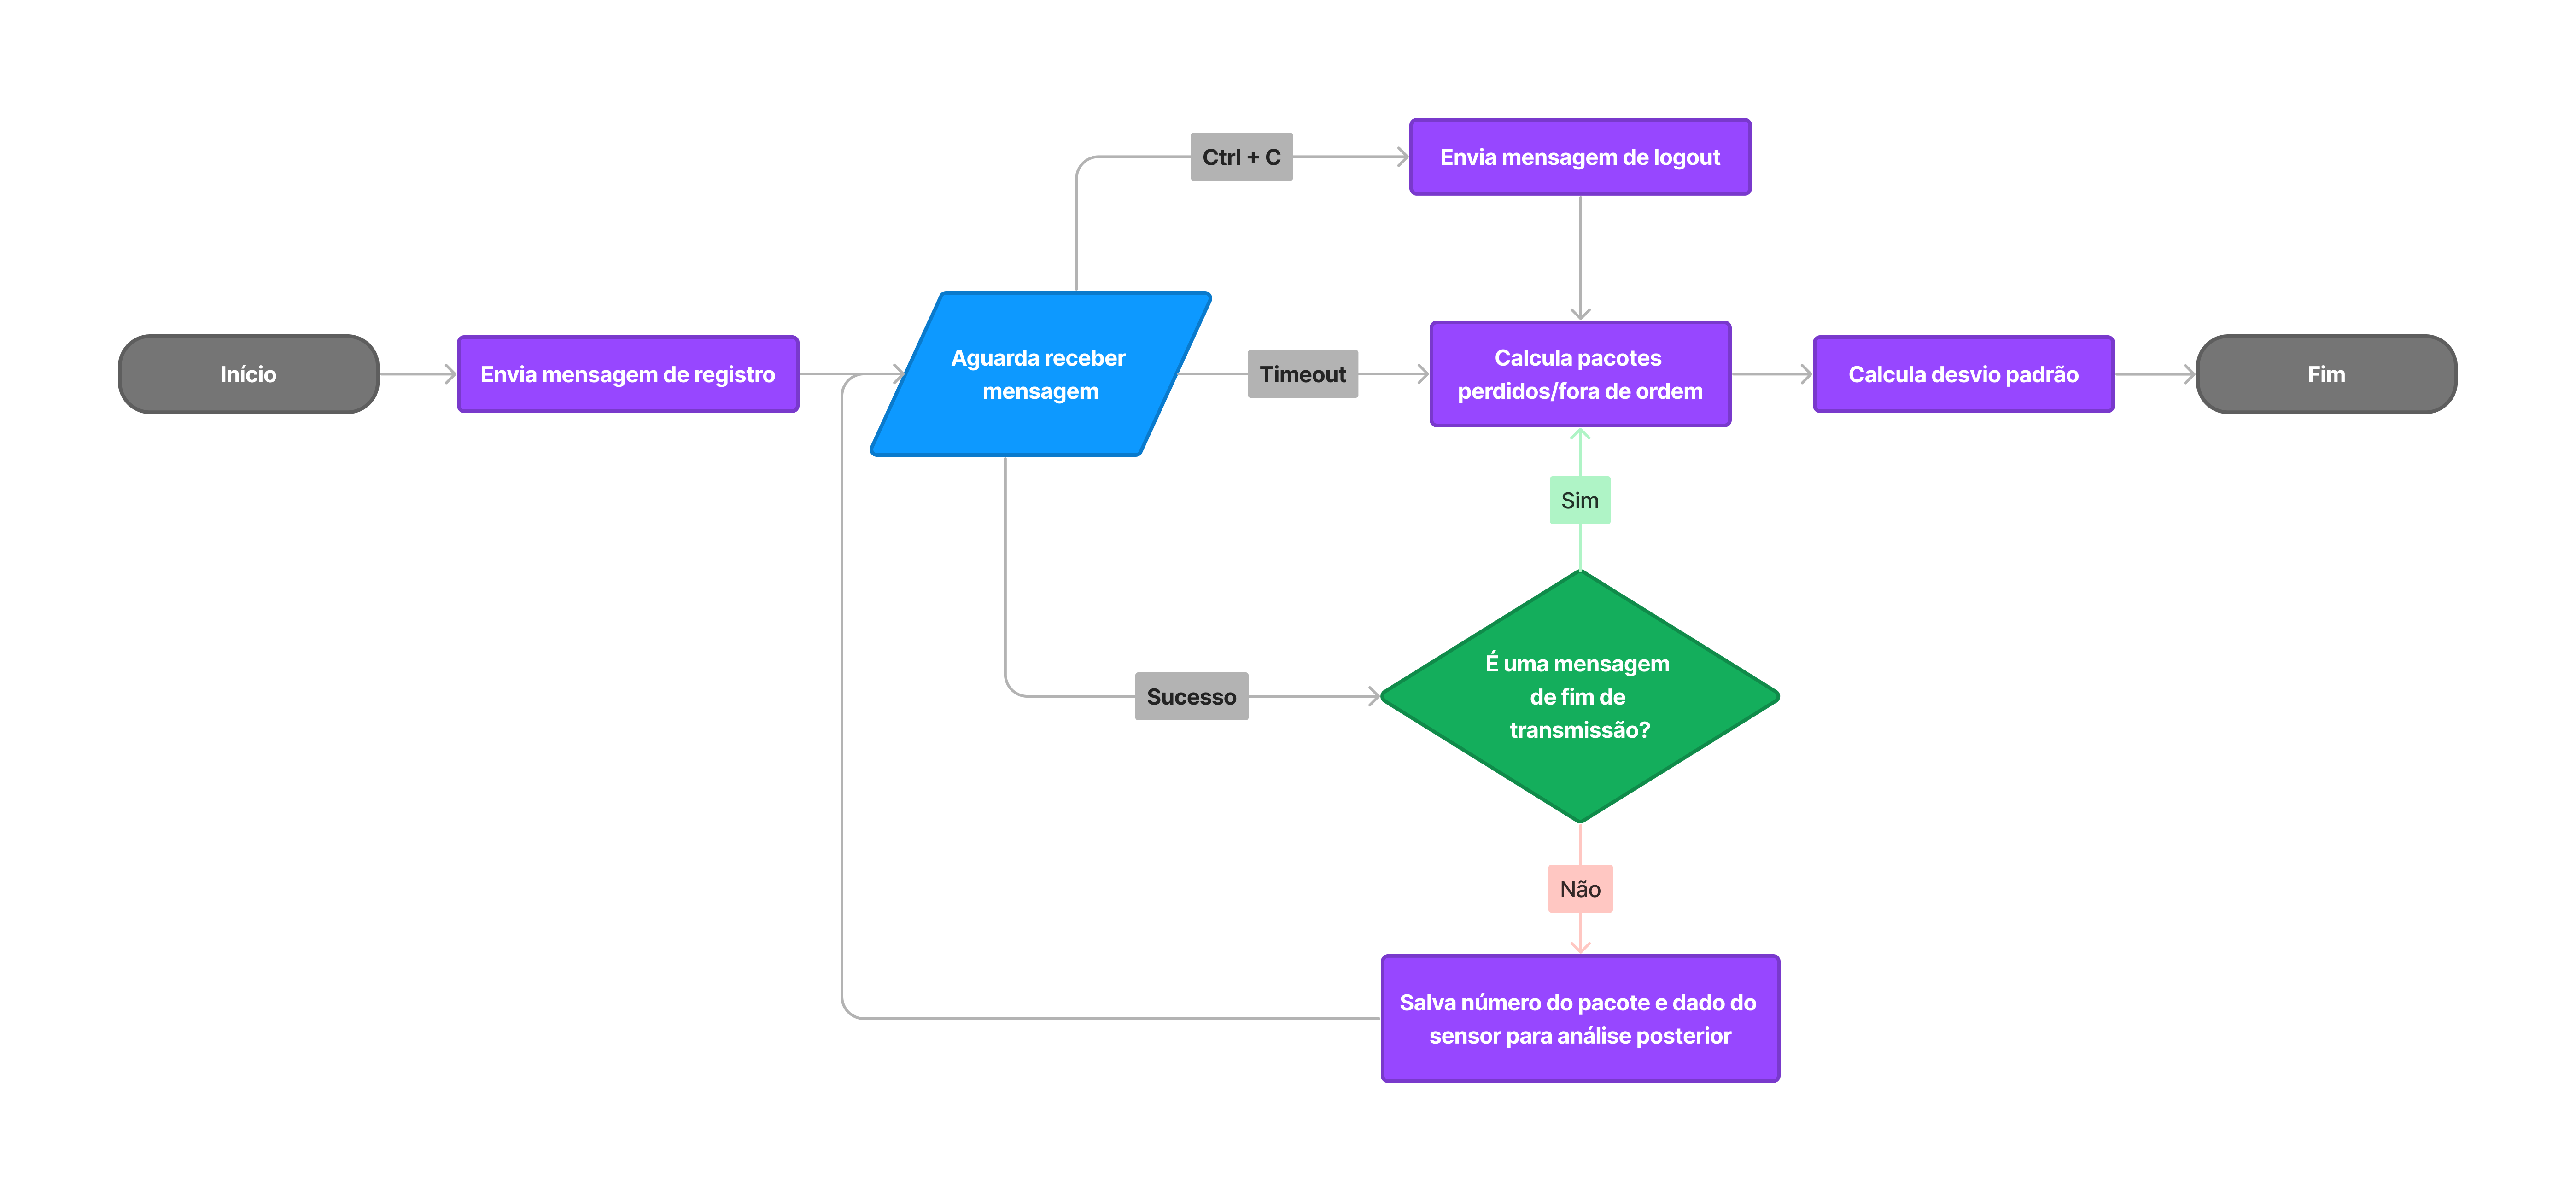 Ctrl + C
Envia mensagem de logout
Início
Envia mensagem de registro
Aguarda receber
mensagem
Timeout
Calcula pacotes
perdidos/fora de ordem
Calcula desvio padrão
Fim
Sim
Sucesso
É uma mensagem
de fim de
transmissão?
Não
Salva número do pacote e dado do
sensor para análise posterior